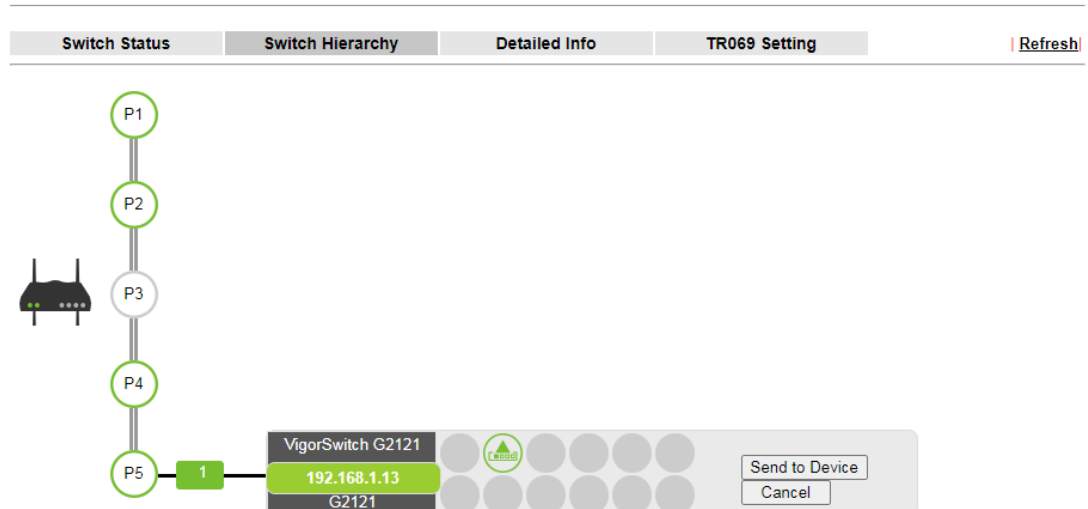 Switch Status Switch Hierarchy Detailed Info TR069 Setting | Refresh|
P1
P2
P3
P4
P5 1
VigorSwitch G2121
192.168.1.13
G2121
Send to Device
Cancel